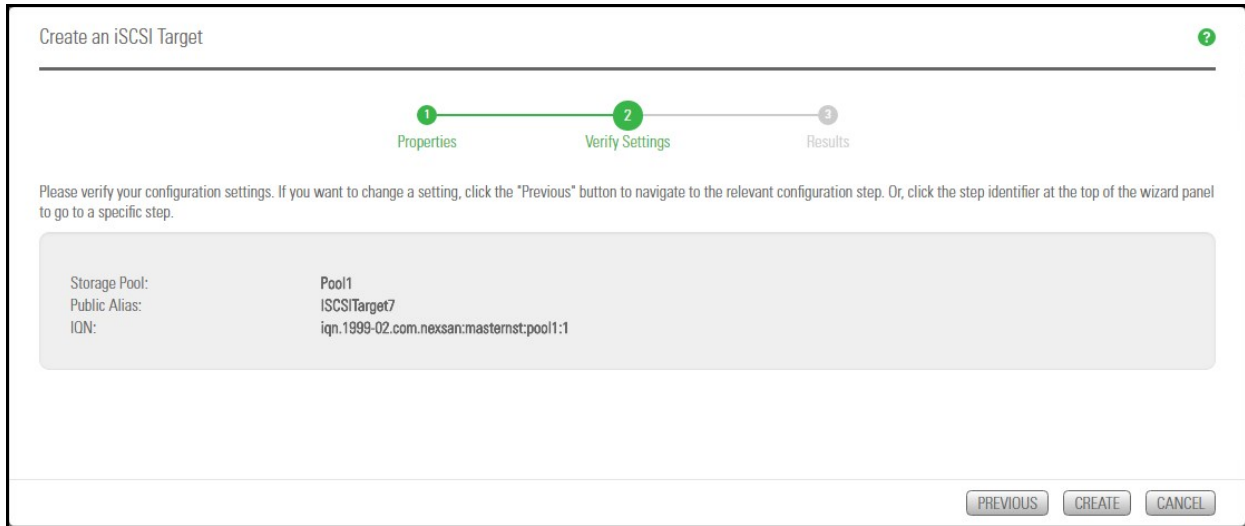 Create an iSCSI Target
?
1
2
3
Properties
Verify Settings
Results
Please verify your configuration settings. If you want to change a setting, click the "Previous" button to navigate to the relevant configuration step. Or, click the step identifier at the top of the wizard panel
to go to a specific step.
Storage Pool: Pool1
Public Alias: ISCSITarget7
IQN: iqn.1999-02.com.nexsan:masternst:pool1:1
PREVIOUS CREATE CANCEL